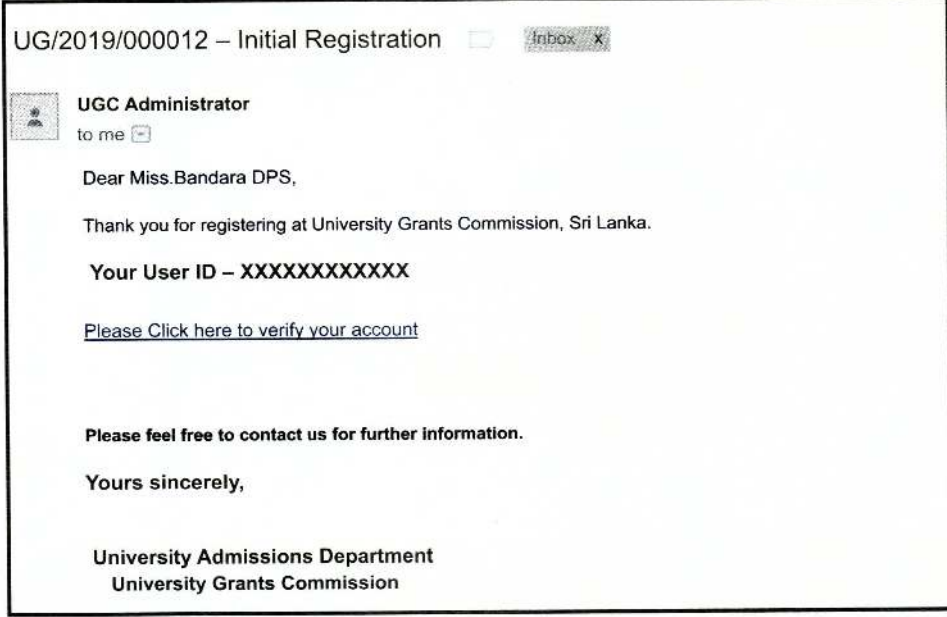 UG/2019/000012 – Initial Registration Inbox x
UGC Administrator
to me
Dear Miss.Bandara DPS,
Thank you for registering at University Grants Commission, Sri Lanka.
Your User ID – XXXXXXXXXXXX
Please Click here to verify your account
Please feel free to contact us for further information.
Yours sincerely,
University Admissions Department
University Grants Commission